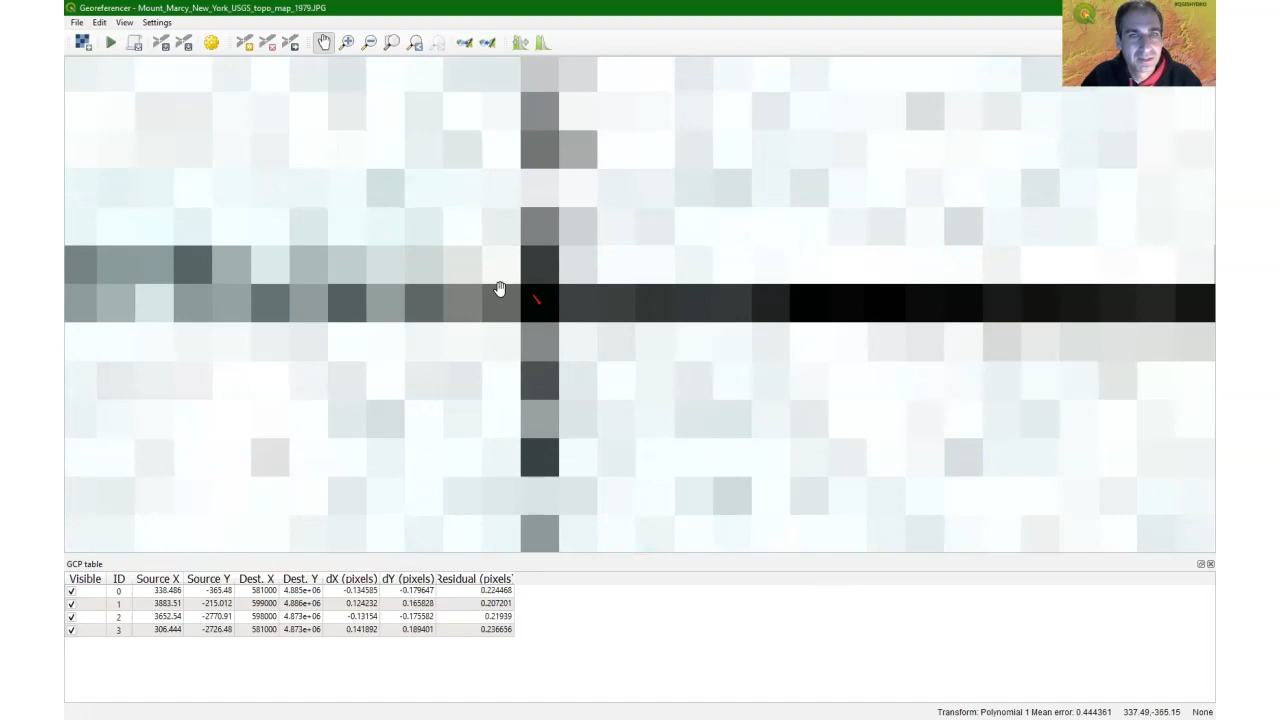 Georeferencer - Mount_Marcy_New_York_USGS_topo_map_1979.JPG
File Edit View Settings
GCP table
Visible ID Source X Source Y Dest. X Dest. Y dX (pixels) dY (pixels) Residual (pixels)
0 338.486 -365.48 581000 4.885e+06 -0.134585 -0.179647 0.224468
1 3883.51 -215.012 599000 4.886e+06 0.124232 0.165828 0.207201
2 3652.54 -2770.91 598000 4.873e+06 -0.13154 -0.175582 0.21939
3 306.444 -2726.48 581000 4.873e+06 0.141892 0.189401 0.236656
Transform: Polynomial 1 Mean error: 0.444361 337.49,-365.15 None